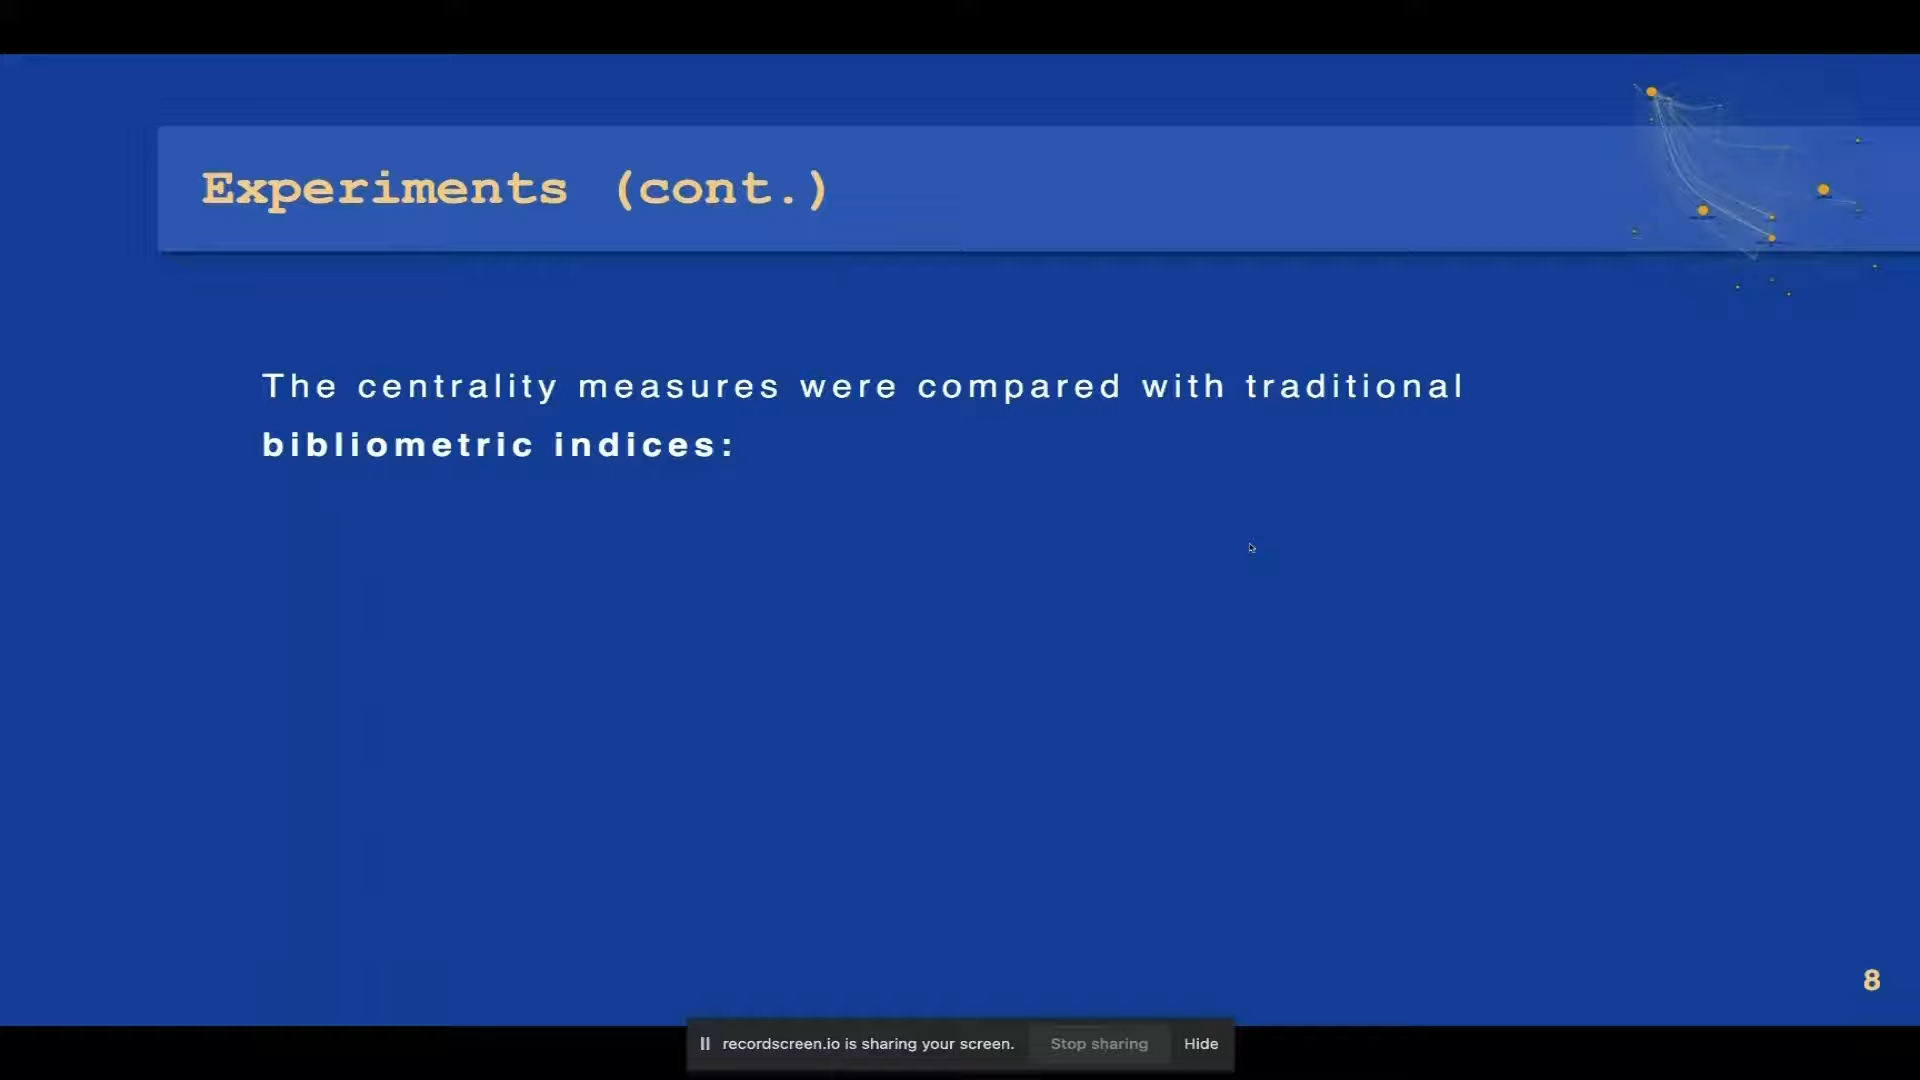 Experiments (cont.)
The centrality measures were compared with traditional
bibliometric indices:
8
recordscreen.io is sharing your screen. Stop sharing Hide